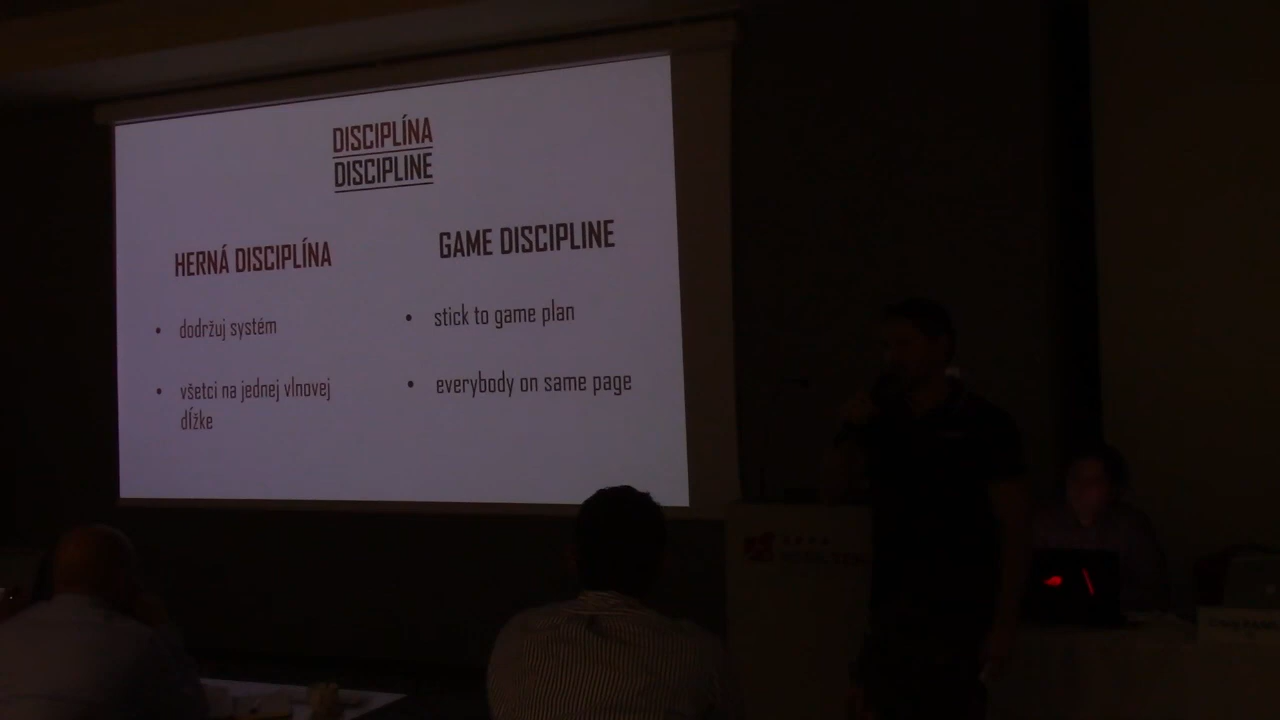 DISCIPLÍNA
DISCIPLINE
HERNÁ DISCIPLÍNA
• dodržuj systém
• všetci na jednej vlnovej
dĺžke
GAME DISCIPLINE
• stick to game plan
• everybody on same page